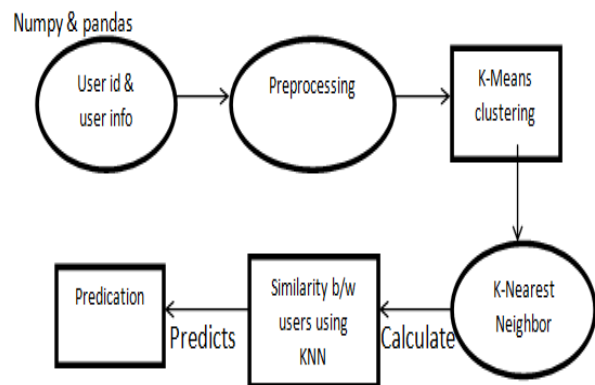 Numpy & pandas
User id &
user info
Preprocessing
K-Means
clustering
K-Nearest
Neighbor
Calculate
Similarity b/w
users using
KNN
Predicts
Predication